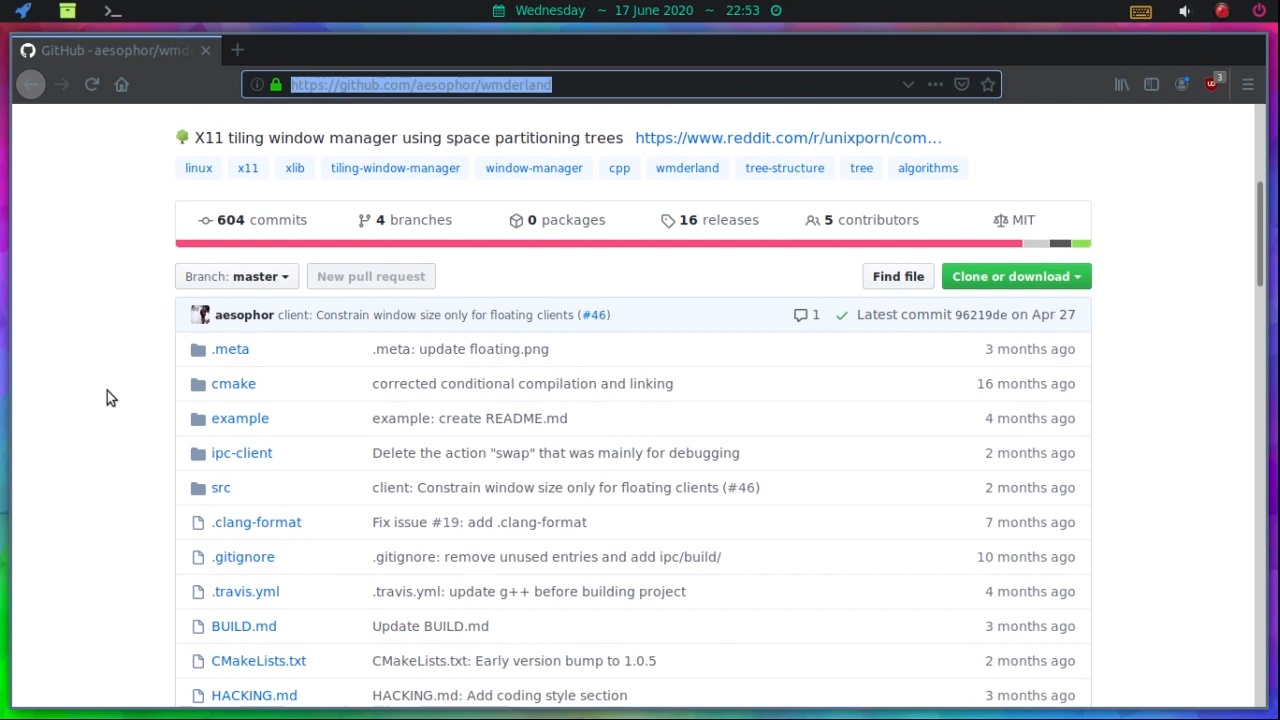 Wednesday ~ 17 June 2020 ~ 22:53
GitHub - aesophor/wmde
https://github.com/aesophor/wmderland
3
X11 tiling window manager using space partitioning trees https://www.reddit.com/r/unixporn/com…
linux x11 xlib tiling-window-manager window-manager cpp wmderland tree-structure tree algorithms
604 commits 4 branches 0 packages 16 releases 5 contributors MIT
Branch: master New pull request Find file Clone or download
aesophor client: Constrain window size only for floating clients (#46) 1 Latest commit 96219de on Apr 27
.meta .meta: update floating.png 3 months ago
cmake corrected conditional compilation and linking 16 months ago
example example: create README.md 4 months ago
ipc-client Delete the action "swap" that was mainly for debugging 2 months ago
src client: Constrain window size only for floating clients (#46) 2 months ago
.clang-format Fix issue #19: add .clang-format 7 months ago
.gitignore .gitignore: remove unused entries and add ipc/build/ 10 months ago
.travis.yml .travis.yml: update g++ before building project 4 months ago
BUILD.md Update BUILD.md 3 months ago
CMakeLists.txt CMakeLists.txt: Early version bump to 1.0.5 2 months ago
HACKING.md HACKING.md: Add coding style section 3 months ago